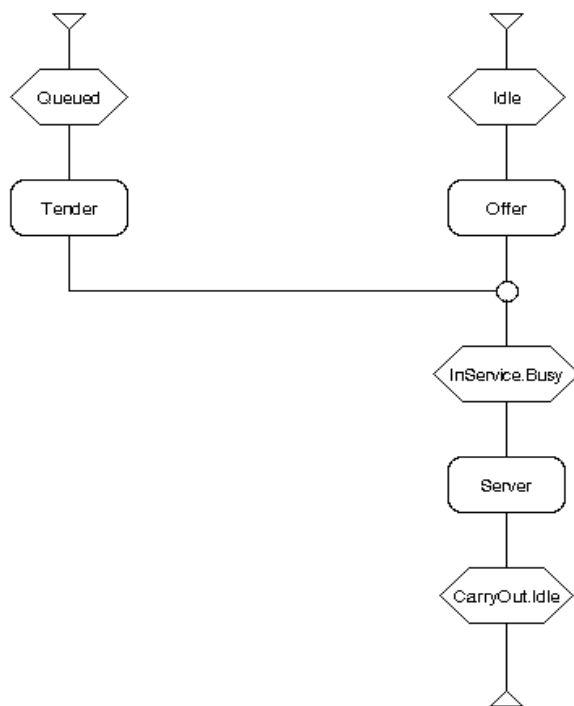 Queued
Idle
Tender
Offer
InService.Busy
Server
CarryOut.Idle